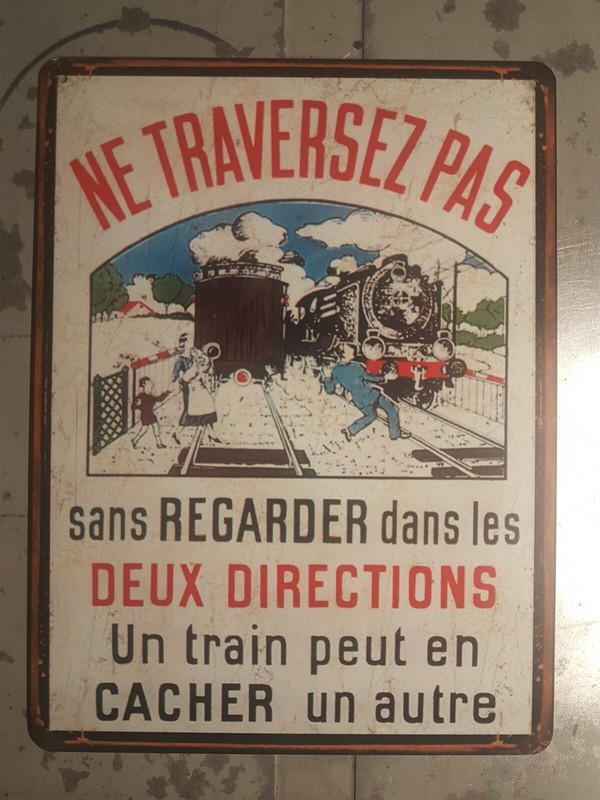 NE TRAVERSEZ PAS
sans REGARDER dans les
DEUX DIRECTIONS
Un train peut en
CACHER un autre